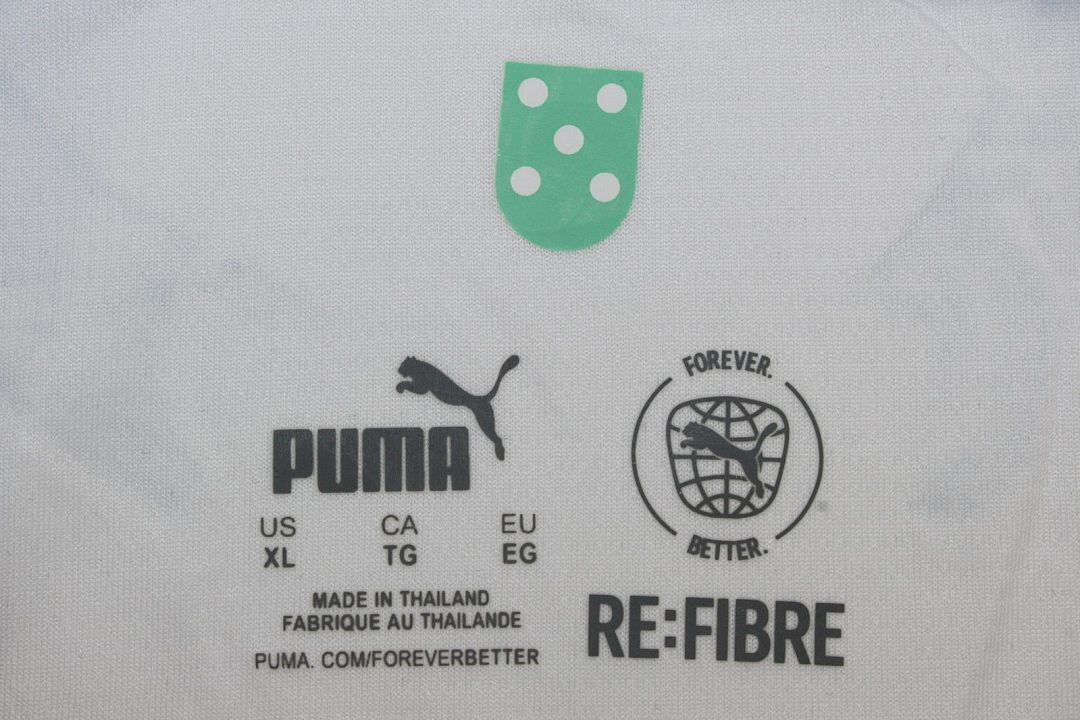 PUMA
US CA EU
XL TG EG
MADE IN THAILAND
FABRIQUE AU THAILANDE
PUMA. COM/FOREVERBETTER
FOREVER.
BETTER.
RE:FIBRE